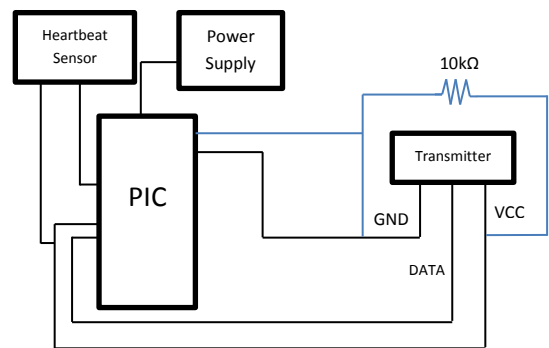 Heartbeat
Sensor
Power
Supply
10kΩ
PIC
Transmitter
GND
VCC
DATA